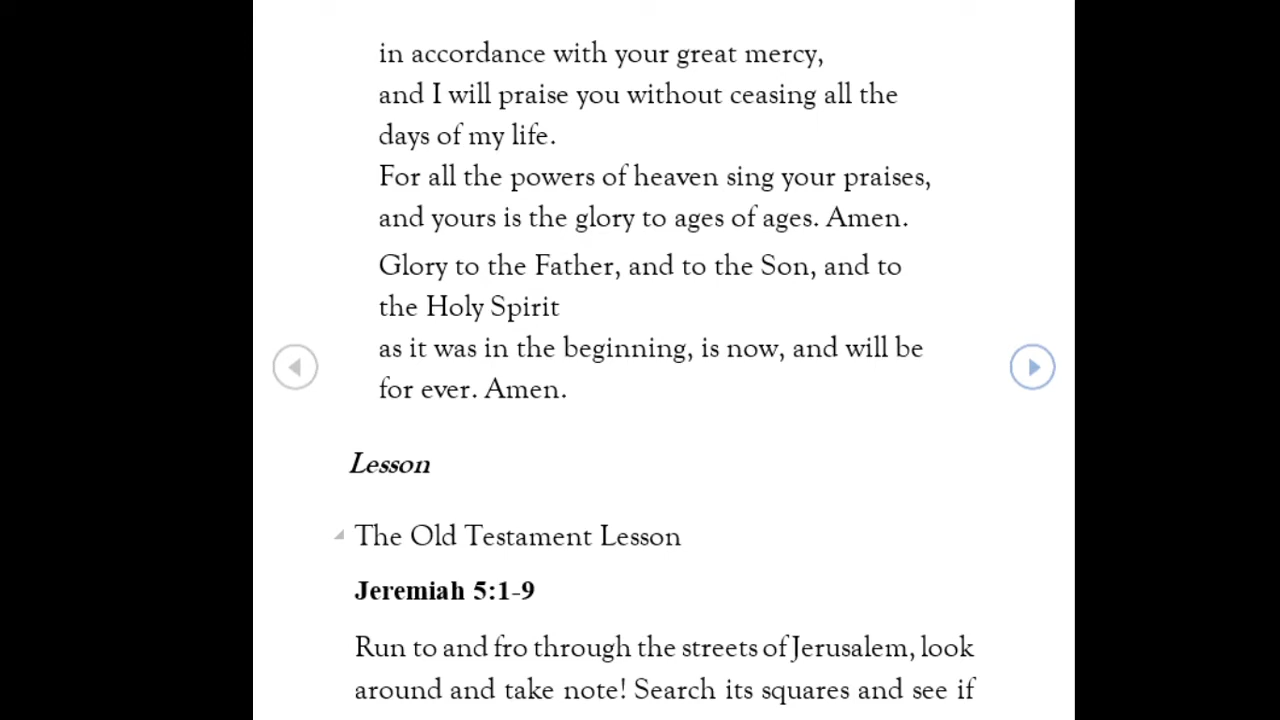 in accordance with your great mercy,
and I will praise you without ceasing all the
days of my life.
For all the powers of heaven sing your praises,
and yours is the glory to ages of ages. Amen.
Glory to the Father, and to the Son, and to
the Holy Spirit
as it was in the beginning, is now, and will be
for ever. Amen.
Lesson
The Old Testament Lesson
Jeremiah 5:1-9
Run to and fro through the streets of Jerusalem, look
around and take note! Search its squares and see if